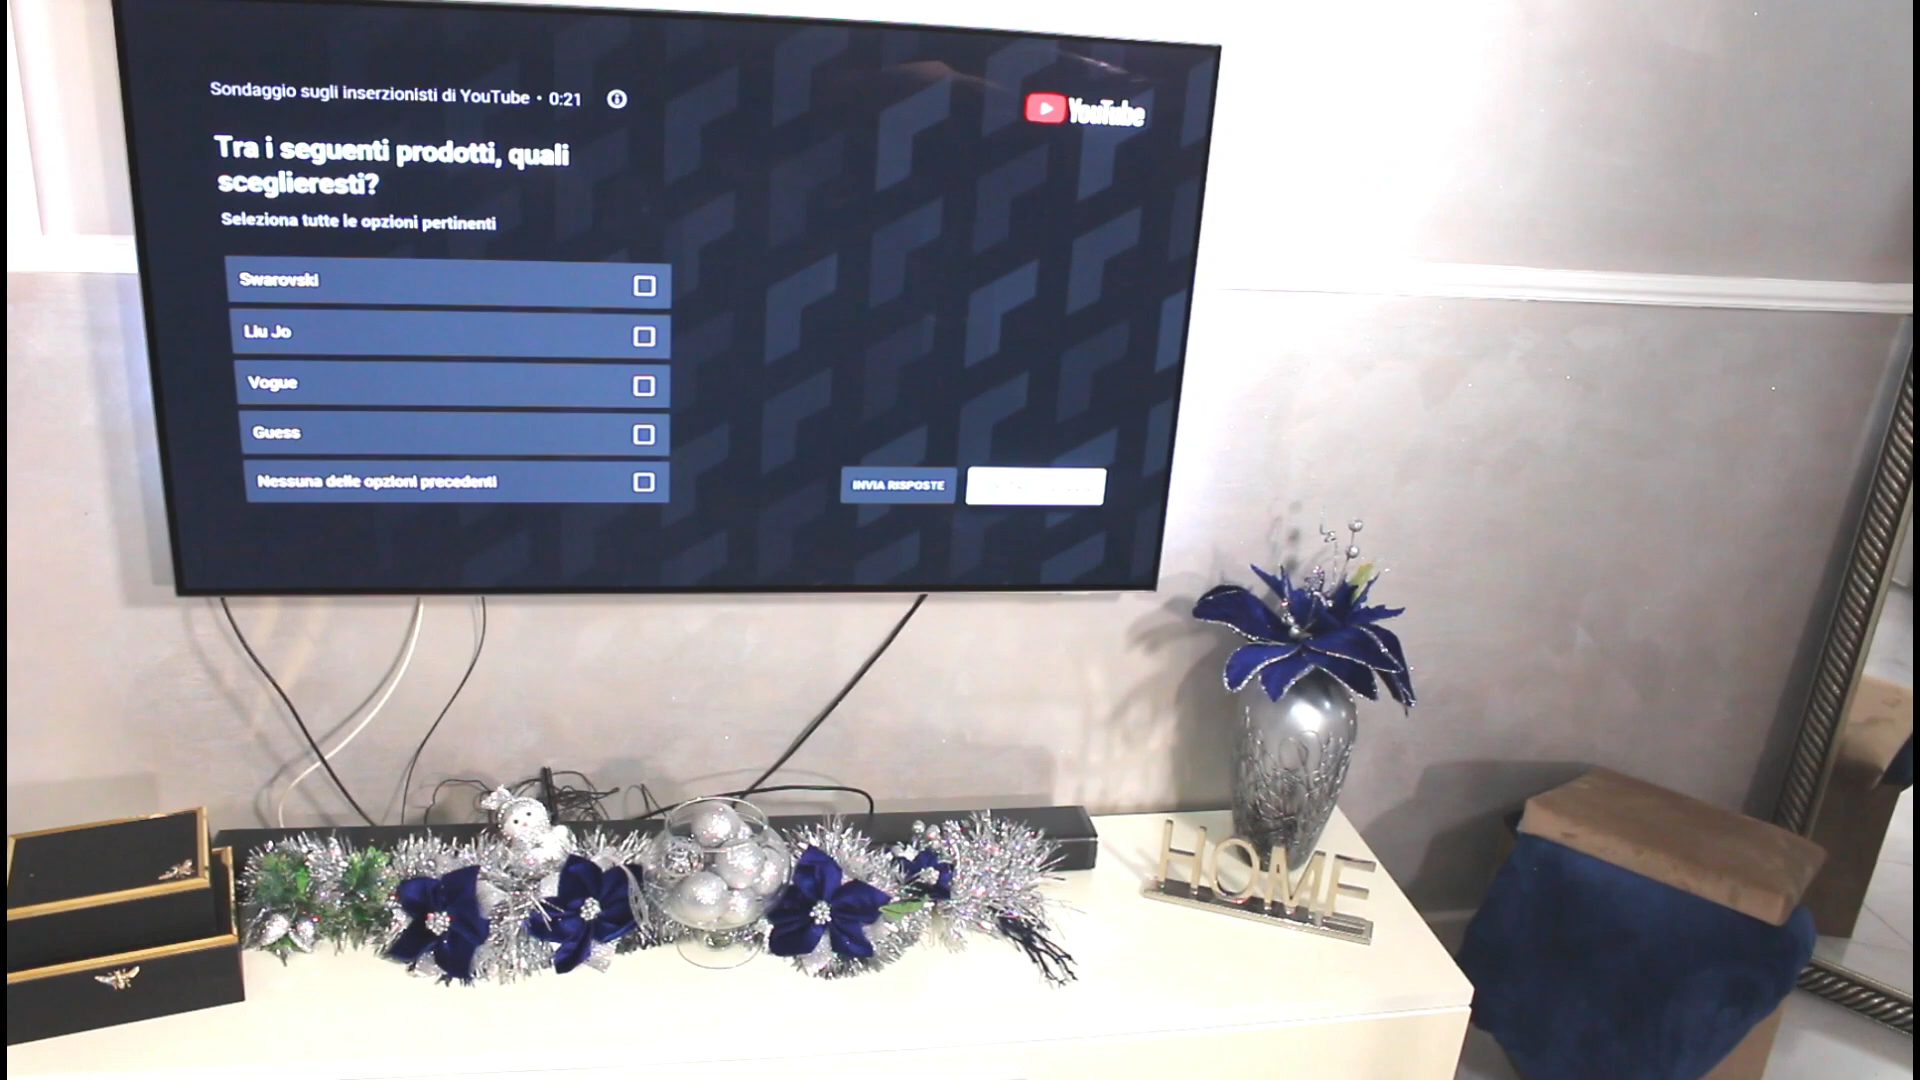 Sondaggio sugli inserzionisti di YouTube • 0:21
YouTube
Tra i seguenti prodotti, quali
sceglieresti?
Seleziona tutte le opzioni pertinenti
Swarovski
Liu Jo
Vogue
Guess
Nessuna delle opzioni precedenti
INVIA RISPOSTE
HOME